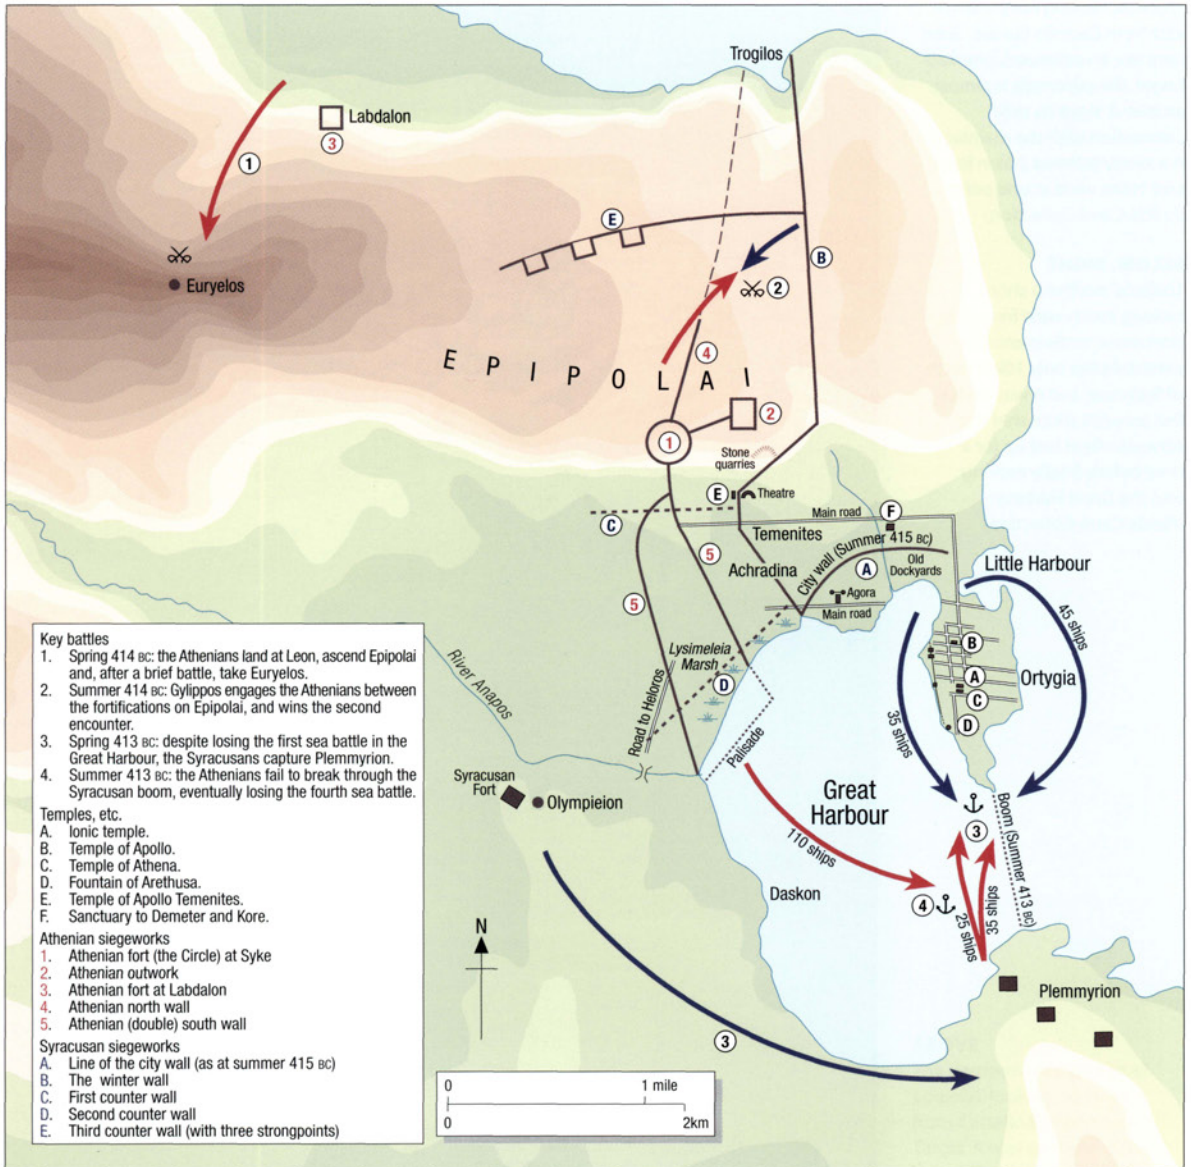 Trogilos
Labdalon
3
1
E
B
Euryelos
2
4
E P I P O L A I
2
1
Stone
quarries
E
Theatre
C
Main road
F
Temenites
City wall (Summer 415 BC)
5
Achradina
A
Old
Dockyards
Little Harbour
Agora
Main road
5
45 ships
Lysimeleia
Marsh
B
A
Ortygia
C
D
D
River Anapos
Road to Heloros
35 ships
Palisade
Key battles
1. Spring 414 BC: the Athenians land at Leon, ascend Epipolai
and, after a brief battle, take Euryelos.
2. Summer 414 BC: Gylippos engages the Athenians between
the fortifications on Epipolai, and wins the second
encounter.
3. Spring 413 BC: despite losing the first sea battle in the
Great Harbour, the Syracusans capture Plemmyrion.
4. Summer 413 BC: the Athenians fail to break through the
Syracusan boom, eventually losing the fourth sea battle.
Temples, etc.
A. Ionic temple.
B. Temple of Apollo.
C. Temple of Athena.
D. Fountain of Arethusa.
E. Temple of Apollo Temenites.
F. Sanctuary to Demeter and Kore.
Athenian siegeworks
1. Athenian fort (the Circle) at Syke
2. Athenian outwork
3. Athenian fort at Labdalon
4. Athenian north wall
5. Athenian (double) south wall
Syracusan siegeworks
A. Line of the city wall (as at summer 415 BC)
B. The winter wall
C. First counter wall
D. Second counter wall
E. Third counter wall (with three strongpoints)
Syracusan
Fort
Olympieion
Great
Harbour
110 ships
3
Boom (Summer 413 BC)
Daskon
4
25 ships
35 ships
N
Plemmyrion
3
0 1 mile
0 2km